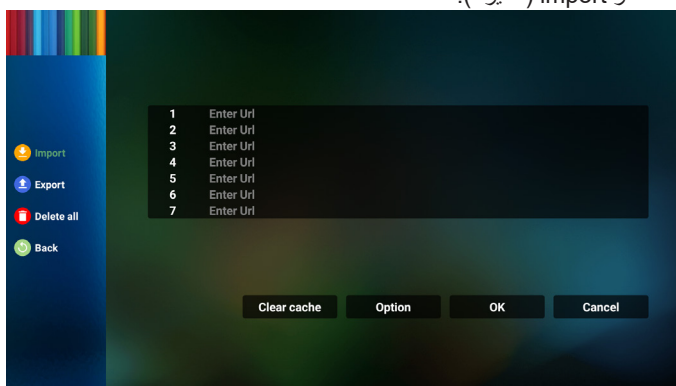 Import
Export
Delete all
Back
1 Enter Url
2 Enter Url
3 Enter Url
4 Enter Url
5 Enter Url
6 Enter Url
7 Enter Url
Clear cache Option OK Cancel